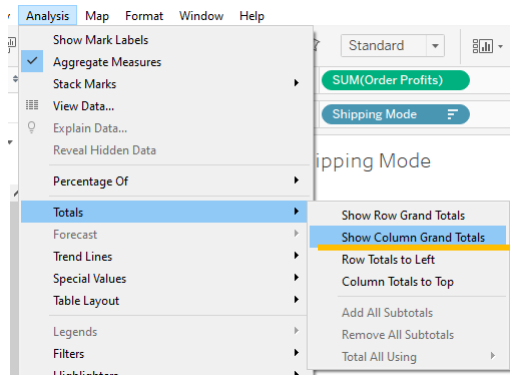 Analysis Map Format Window Help
Show Mark Labels
Aggregate Measures
Stack Marks
View Data...
Explain Data...
Reveal Hidden Data
Percentage Of
Totals
Forecast
Trend Lines
Special Values
Table Layout
Legends
Filters
Highlighters
Standard
SUM(Order Profits)
Shipping Mode
ipping Mode
Show Row Grand Totals
Show Column Grand Totals
Row Totals to Left
Column Totals to Top
Add All Subtotals
Remove All Subtotals
Total All Using